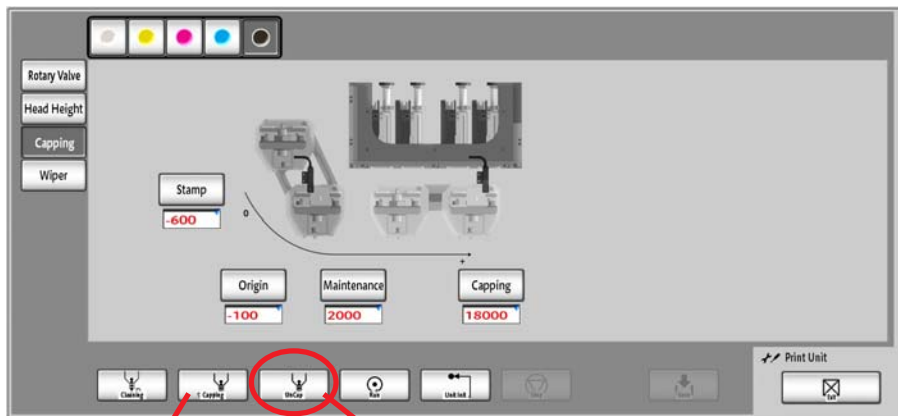 Rotary Valve
Head Height
Capping
Wiper
Stamp
-600
0
+
Origin
-100
Maintenance
2000
Capping
18000
Print Unit
Claining
Capping
UnCap
Run
Unit Init
Exit